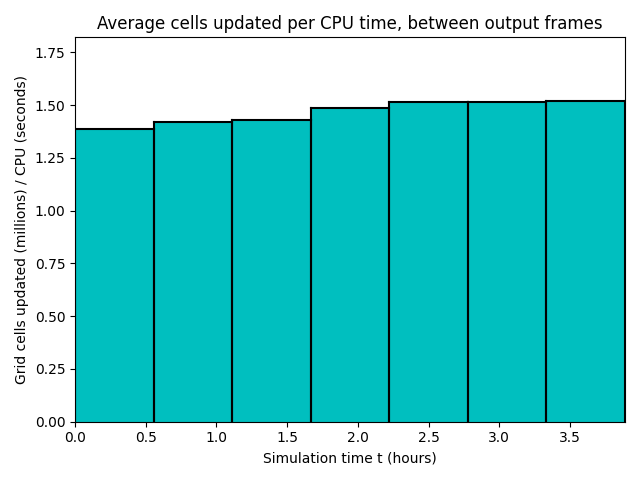 Average cells updated per CPU time, between output frames
Grid cells updated (millions) / CPU (seconds)
1.75
1.50
1.25
1.00
0.75
0.50
0.25
0.00
0.0 0.5 1.0 1.5 2.0 2.5 3.0 3.5
Simulation time t (hours)